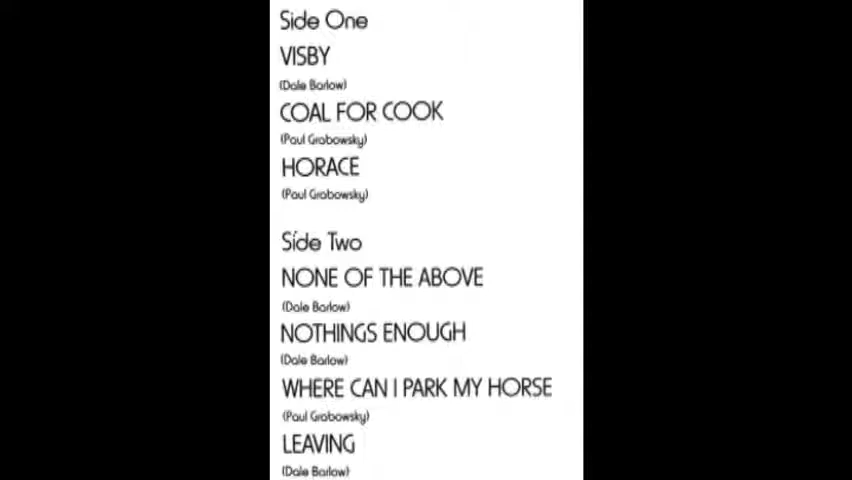 Side One
VISBY
(Dale Barlow)
COAL FOR COOK
(Paul Grabowsky)
HORACE
(Paul Grabowsky)
Side Two
NONE OF THE ABOVE
(Dale Barlow)
NOTHINGS ENOUGH
(Dale Barlow)
WHERE CAN I PARK MY HORSE
(Paul Grabowsky)
LEAVING
(Dale Barlow)